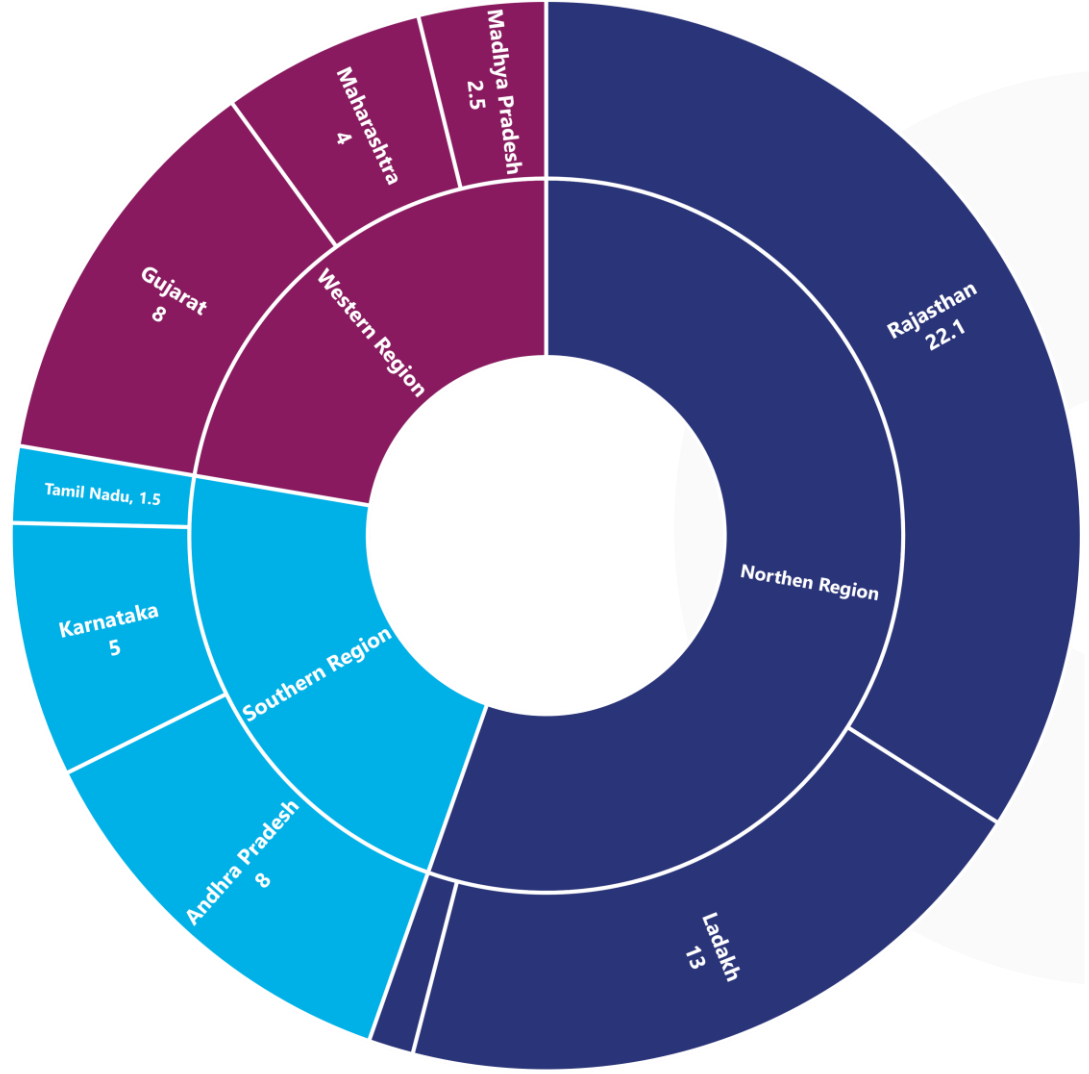 Madhya Pradesh
2.5
Maharashtra
4
Gujarat
8
Western Region
Rajasthan
22.1
Tamil Nadu, 1.5
Northen Region
Karnataka
5
Southern Region
Andhra Pradesh
8
Ladakh
13